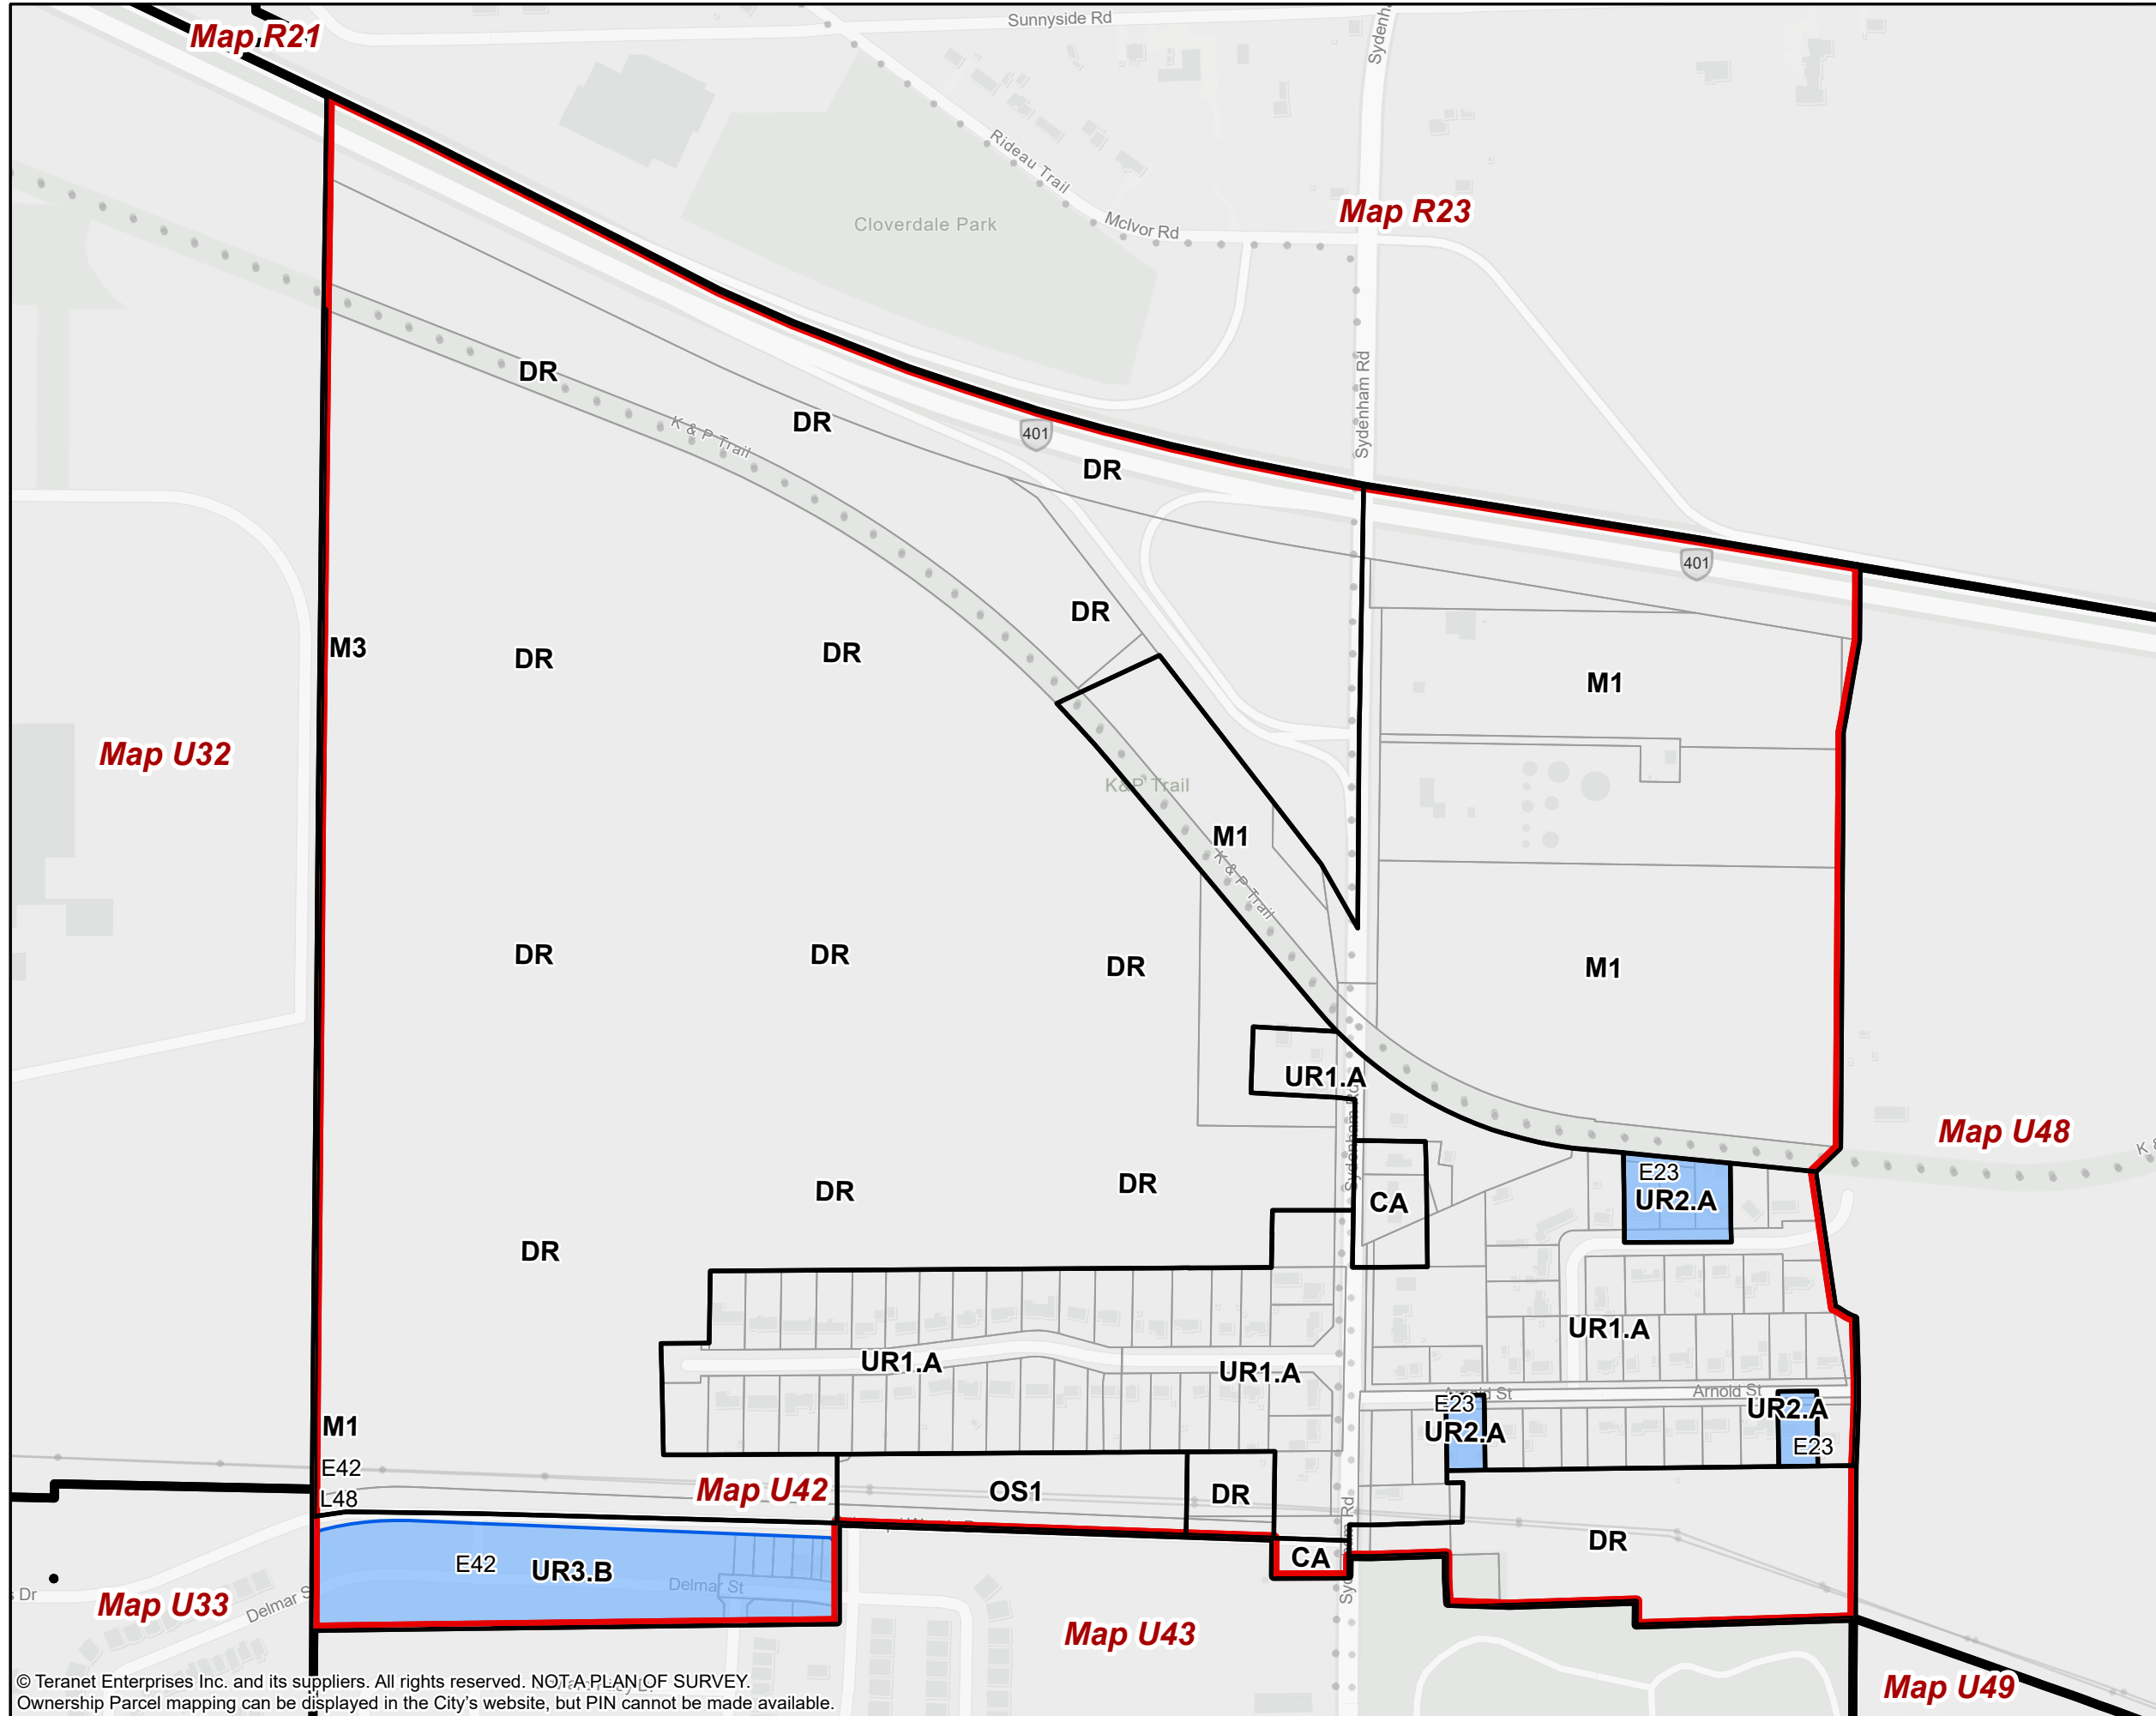 Sunnyside Rd
Map R21
Rideau Trail
Map R23
Cloverdale Park
McIvor Rd
Sydenham Rd
DR
K & P Trail
DR
401
DR
401
DR
M3
DR
DR
M1
Map U32
K&P Trail
M1
K & P Trail
DR
DR
DR
M1
UR1.A
Sydenham Rd
Map U48
E23
DR
DR
CA
UR2.A
DR
UR1.A
UR1.A
UR1.A
Arnold St
Arnold St
E23
UR2.A
UR2.A
E23
M1
E42
L48
Map U42
OS1
DR
DR
CA
E42
UR3.B
Delmar St
Map U33
Map U43
Map U49
© Teranet Enterprises Inc. and its suppliers. All rights reserved. NOT A PLAN OF SURVEY.
Ownership Parcel mapping can be displayed in the City's website, but PIN cannot be made available.